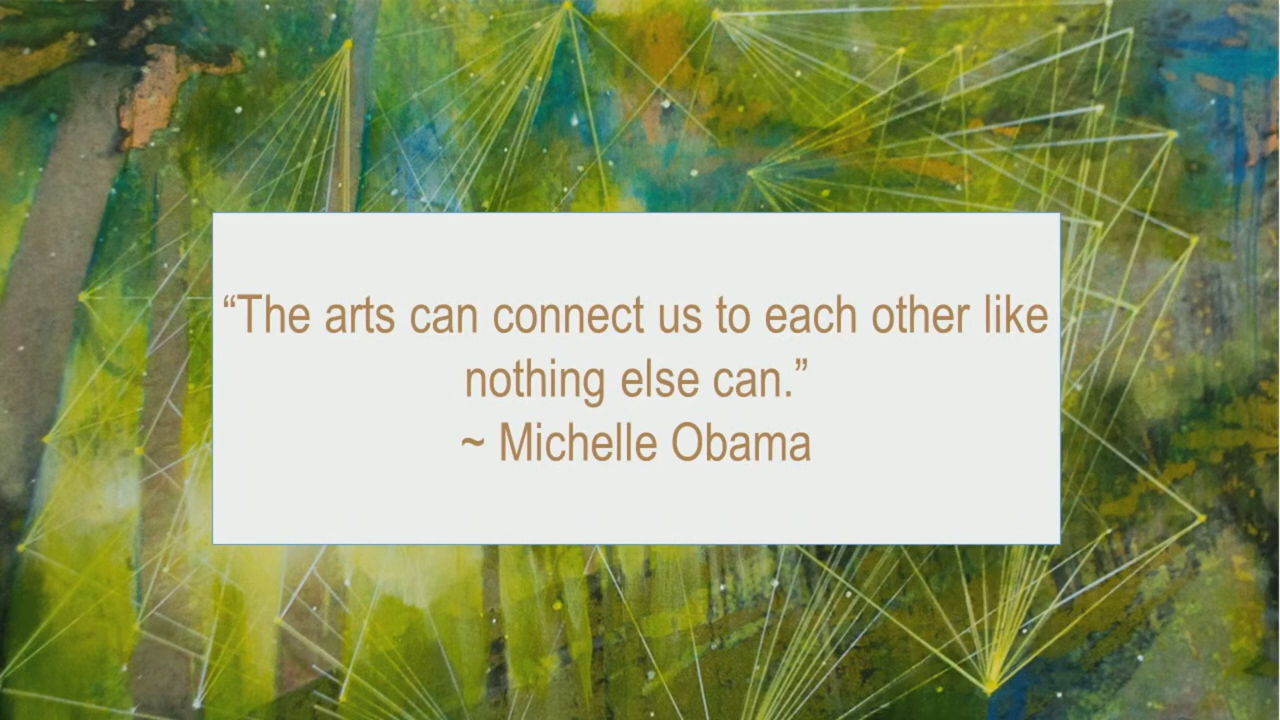 “The arts can connect us to each other like
nothing else can.”
~ Michelle Obama